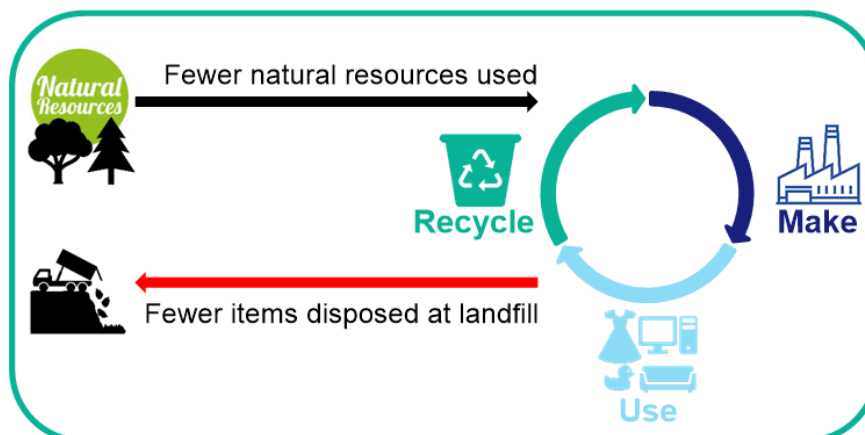 Natural
Resources
Fewer natural resources used
Recycle
Make
Fewer items disposed at landfill
Use